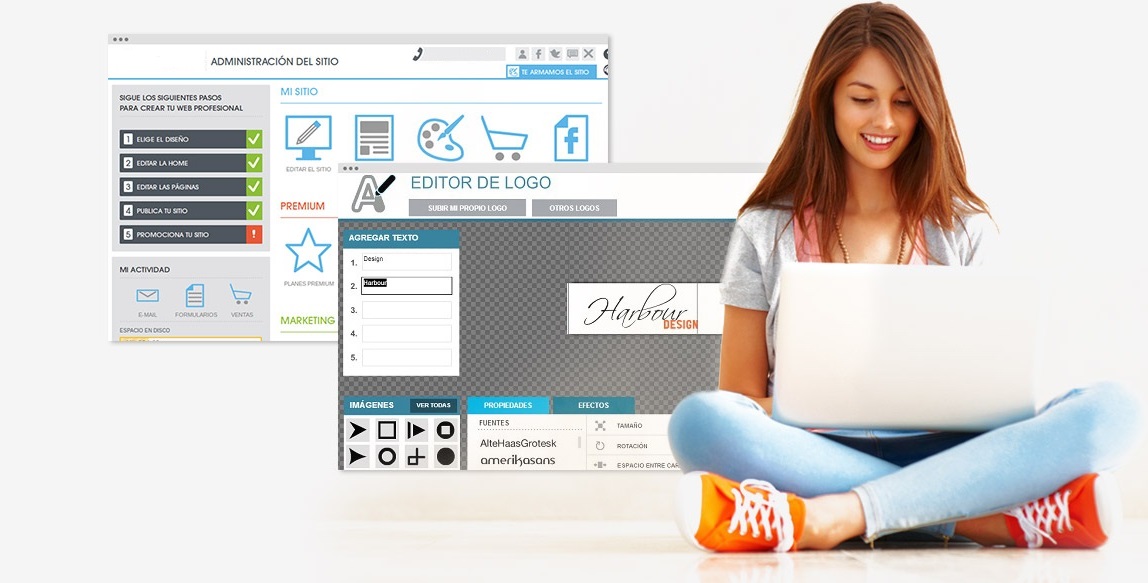 ADMINISTRACIÓN DEL SITIO
TE ARMAMOS EL SITIO
SIGUE LOS SIGUIENTES PASOS
PARA CREAR TU WEB PROFESIONAL
1 ELIGE EL DISEÑO
2 EDITAR LA HOME
3 EDITAR LAS PÁGINAS
4 PUBLICA TU SITIO
5 PROMOCIONA TU SITIO !
MI ACTIVIDAD
E-MAIL FORMULARIOS VENTAS
ESPACIO EN DISCO
MI SITIO
EDITAR EL SITIO
PREMIUM
PLANES PREMIUM
MARKETING
EDITOR DE LOGO
SUBIR MI PROPIO LOGO OTROS LOGOS
AGREGAR TEXTO
1. Design
2. Harbour
3.
4.
5.
Harbour
DESIGN
IMÁGENES VER TODAS
PROPIEDADES EFECTOS
FUENTES
AlteHaasGrotesk
amerikasans
TAMAÑO
ROTACIÓN
ESPACIO ENTRE CAR